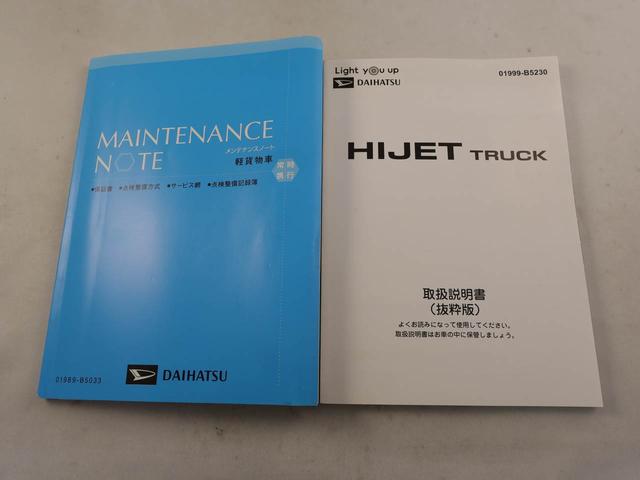 MAINTENANCE
NOTE
メンテナンスノート
軽貨物車
常時
携行
●保証書 ●点検整備方式 ●サービス網 ●点検整備記録簿
01989-B5033
DAIHATSU
Light you up
DAIHATSU
01999-B5230
HIJET TRUCK
取扱説明書
（抜粋版）
よくお読みになって使用してください。
取扱説明書はお車の中に保管しましょう。